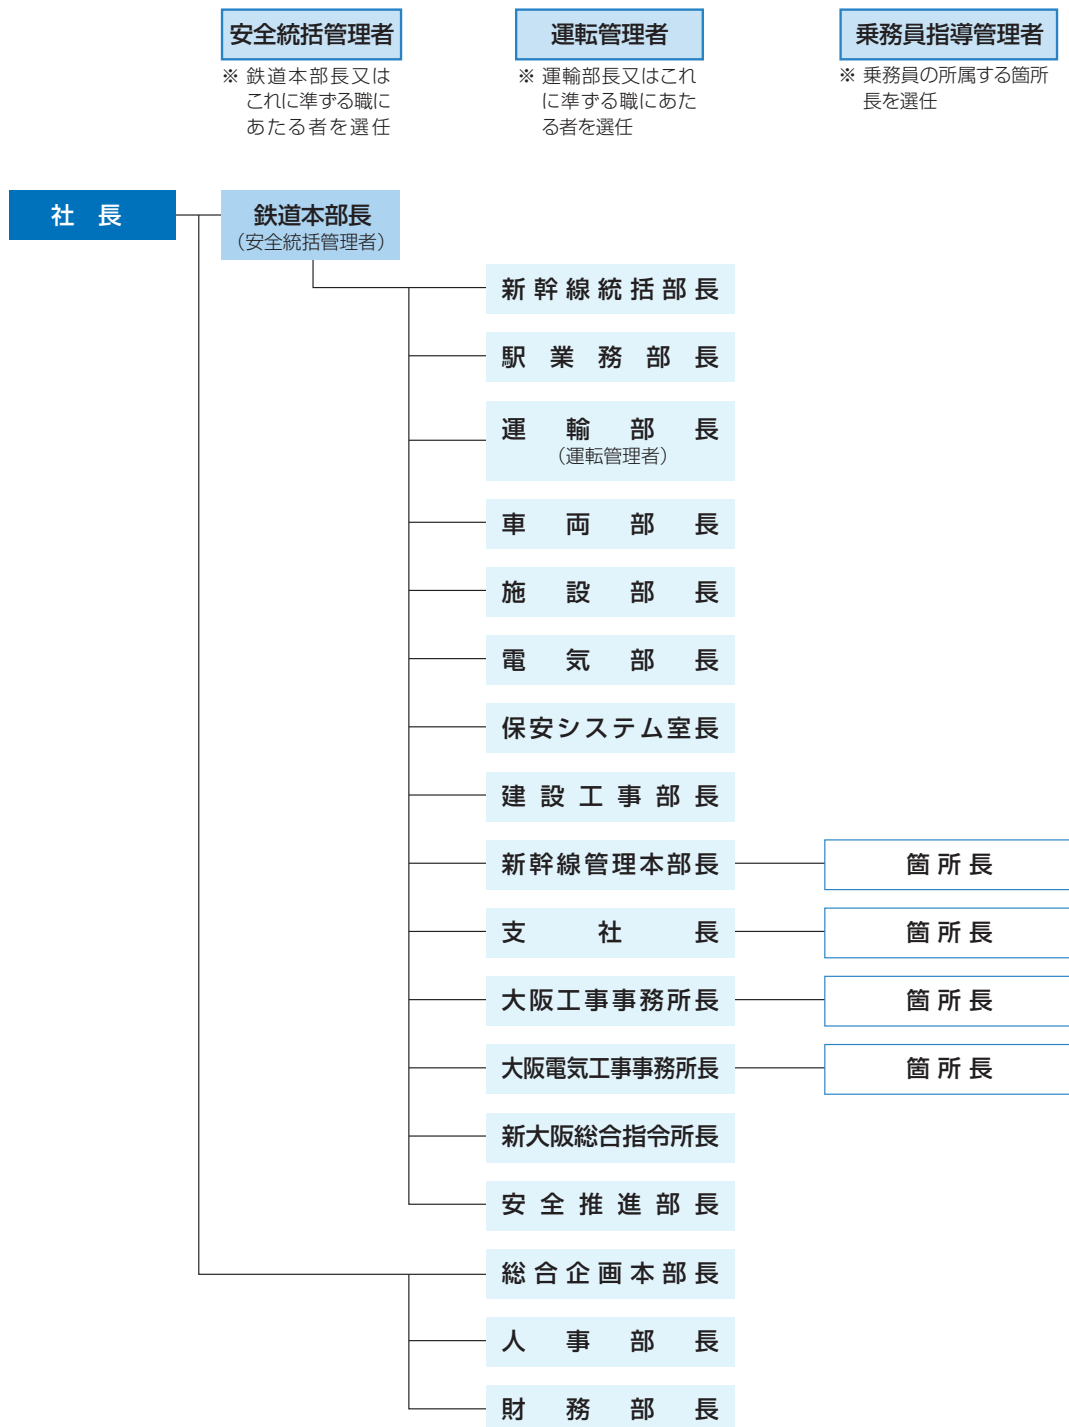 安全統括管理者
※ 鉄道本部長又は
これに準ずる職に
あたる者を選任
運転管理者
※ 運輸部長又はこれ
に準ずる職にあた
る者を選任
乗務員指導管理者
※ 乗務員の所属する箇所
長を選任
社 長
鉄道本部長
（安全統括管理者）
新幹線統括部長
駅業務部長
運輸部長
（運転管理者）
車両部長
施設部長
電気部長
保安システム室長
建設工事部長
新幹線管理本部長
箇所長
支社長
箇所長
大阪工事事務所長
箇所長
大阪電気工事事務所長
箇所長
新大阪総合指令所長
安全推進部長
総合企画本部長
人事部長
財務部長